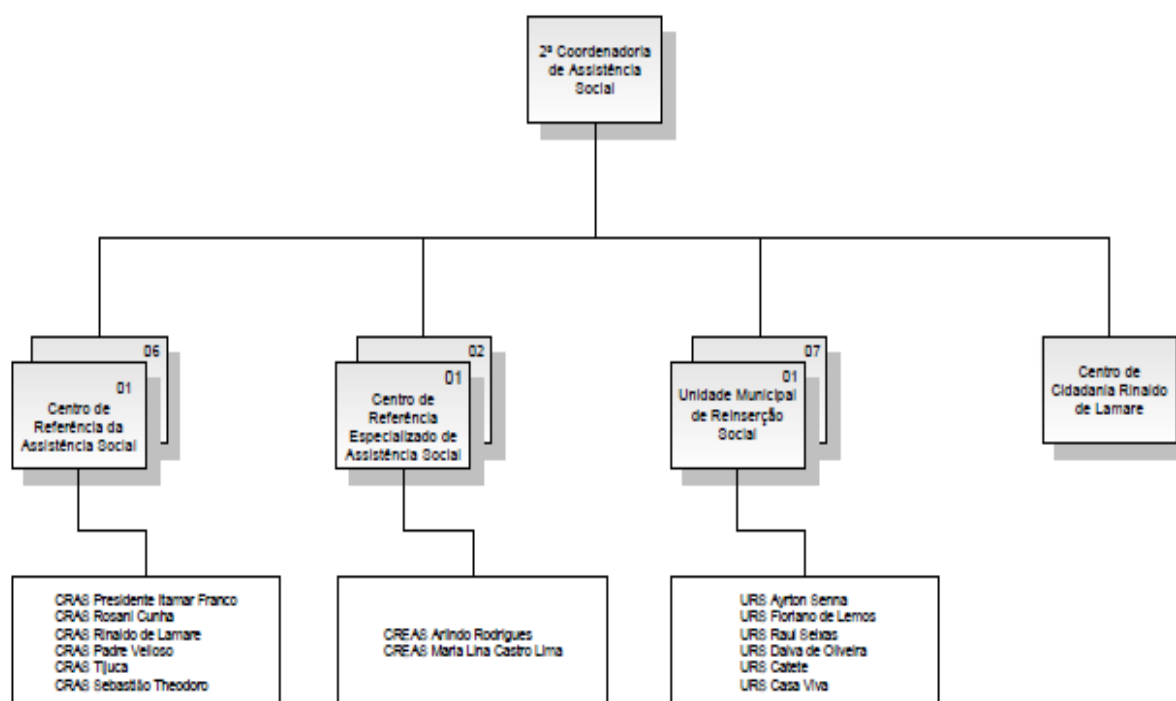 2ª Coordenadoria
de Assistência
Social
06
01
Centro de
Referência da
Assistência Social
02
01
Centro de
Referência
Especializado de
Assistência Social
07
01
Unidade Municipal
de Reinserção
Social
Centro de
Cidadania Rinaldo
de Lamare
CRAS Presidente Itamar Franco
CRAS Rosani Cunha
CRAS Rinaldo de Lamare
CRAS Padre Velloso
CRAS Tijuca
CRAS Sebastião Theodoro
CREAS Arlindo Rodrigues
CREAS Maria Lina Castro Lima
URS Ayrton Senna
URS Floriano de Lemos
URS Raul Seixas
URS Dalva de Oliveira
URS Catete
URS Casa Viva